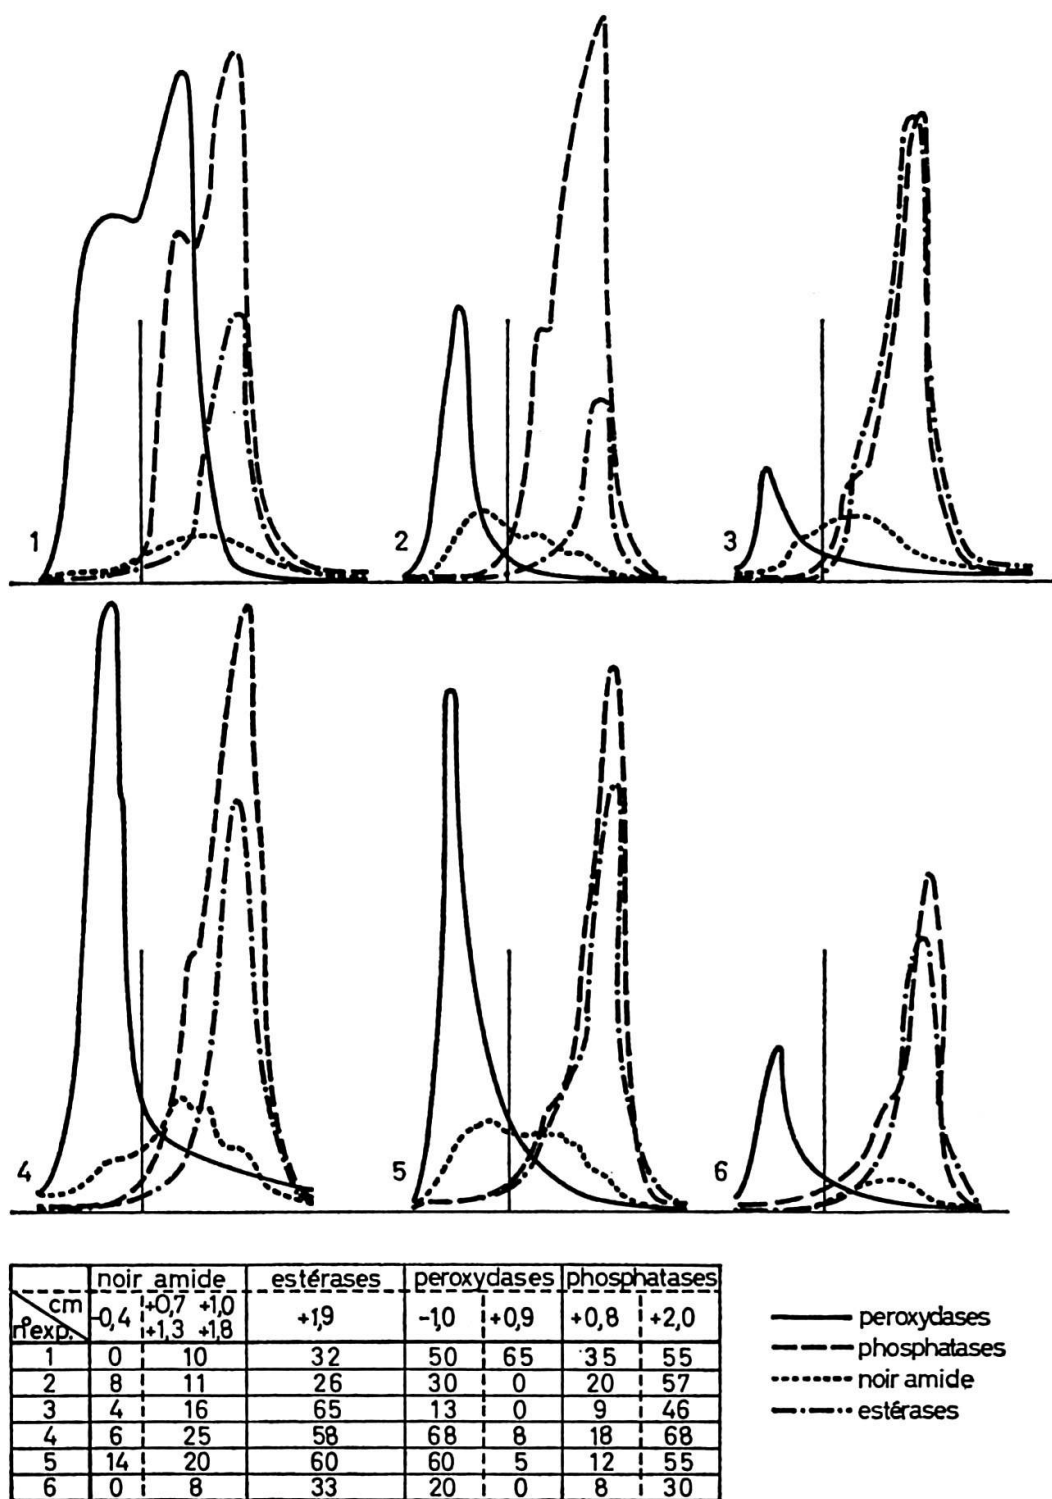 1
2
3
4
5
6
noir amide estérases peroxydases phosphatases
cm -0,4 +0,7 +1,0 +1,9 -1,0 +0,9 +0,8 +2,0
n°exp. +1,3 +1,8
1 0 10 32 50 65 35 55
2 8 11 26 30 0 20 57
3 4 16 65 13 0 9 46
4 6 25 58 68 8 18 68
5 14 20 60 60 5 12 55
6 0 8 33 20 0 8 30
peroxydases
phosphatases
noir amide
estérases